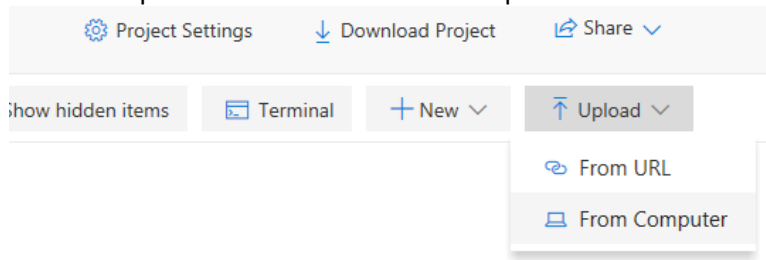 Project Settings Download Project Share
Show hidden items Terminal New Upload
From URL
From Computer